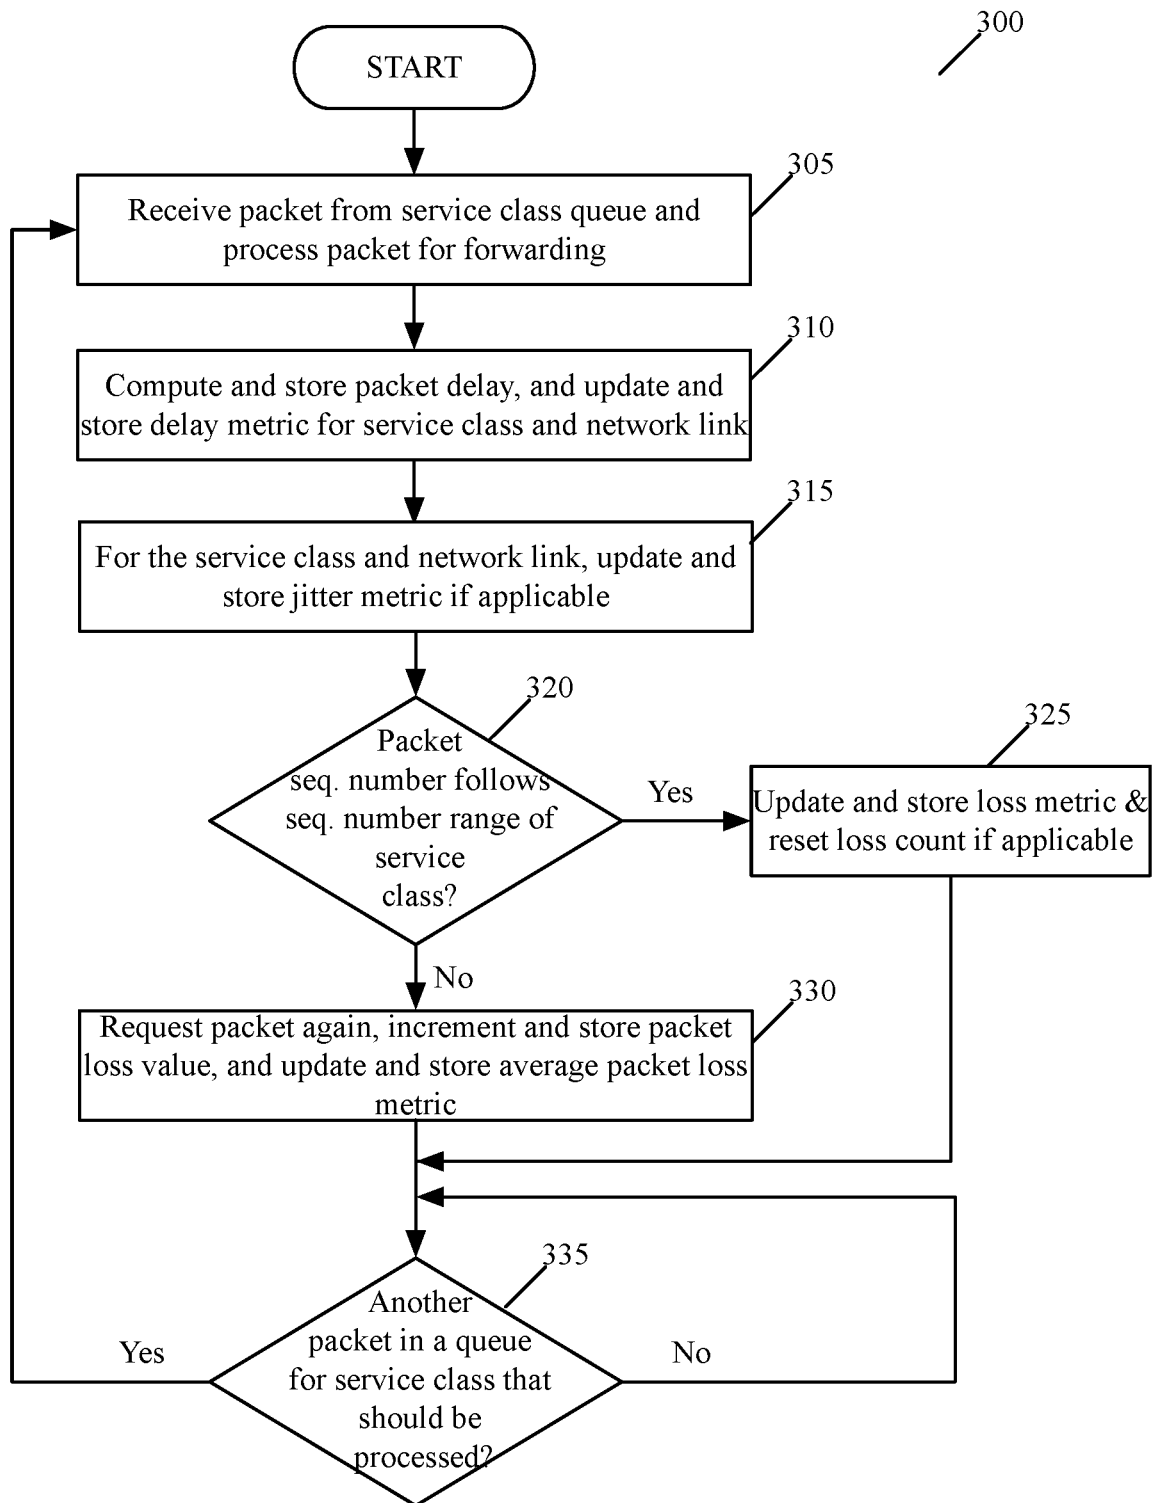 300
START
305
Receive packet from service class queue and
process packet for forwarding
310
Compute and store packet delay, and update and
store delay metric for service class and network link
315
For the service class and network link, update and
store jitter metric if applicable
320
Packet
seq. number follows
seq. number range of
service
class?
Yes
325
Update and store loss metric &
reset loss count if applicable
No
330
Request packet again, increment and store packet
loss value, and update and store average packet loss
metric
335
Another
packet in a queue
for service class that
should be
processed?
Yes
No